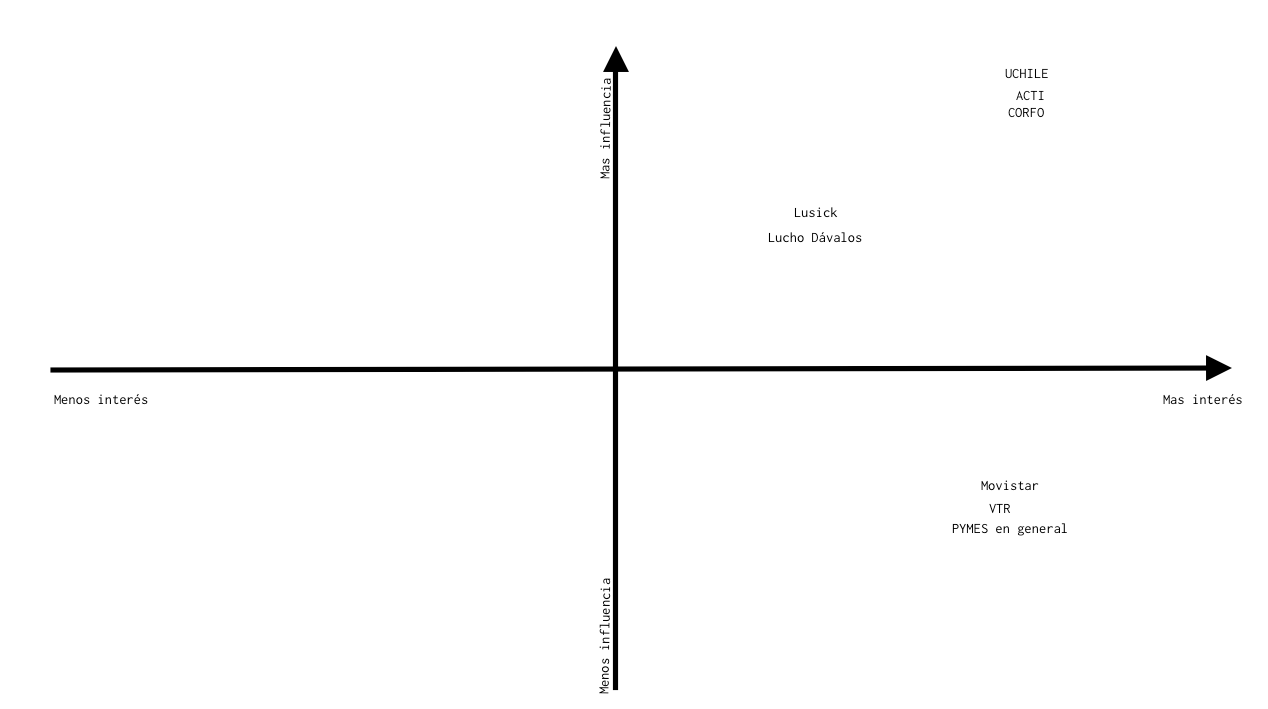 UCHILE
Mas influencia
ACTI
CORFO
Lusick
Lucho Dávalos
Menos interés
Mas interés
Movistar
VTR
PYMES en general
Menos influencia